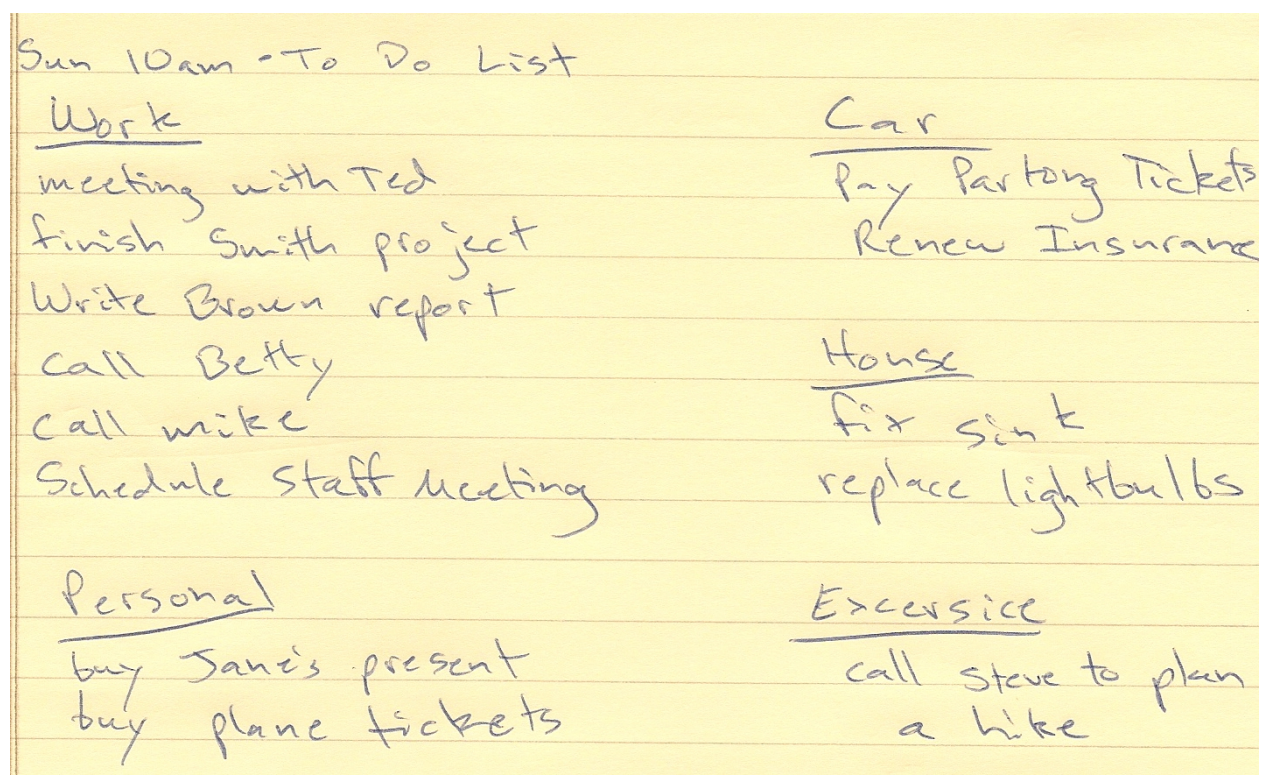 Sun 10am - To Do List
Work
meeting with Ted
finish Smith project
Write Brown report
call Betty
call mike
Schedule Staff Meeting
Personal
buy Jane's present
buy plane tickets
Car
Pay Parking Tickets
Renew Insurance
House
fix sink
replace lightbulbs
Excersice
call steve to plan
a hike